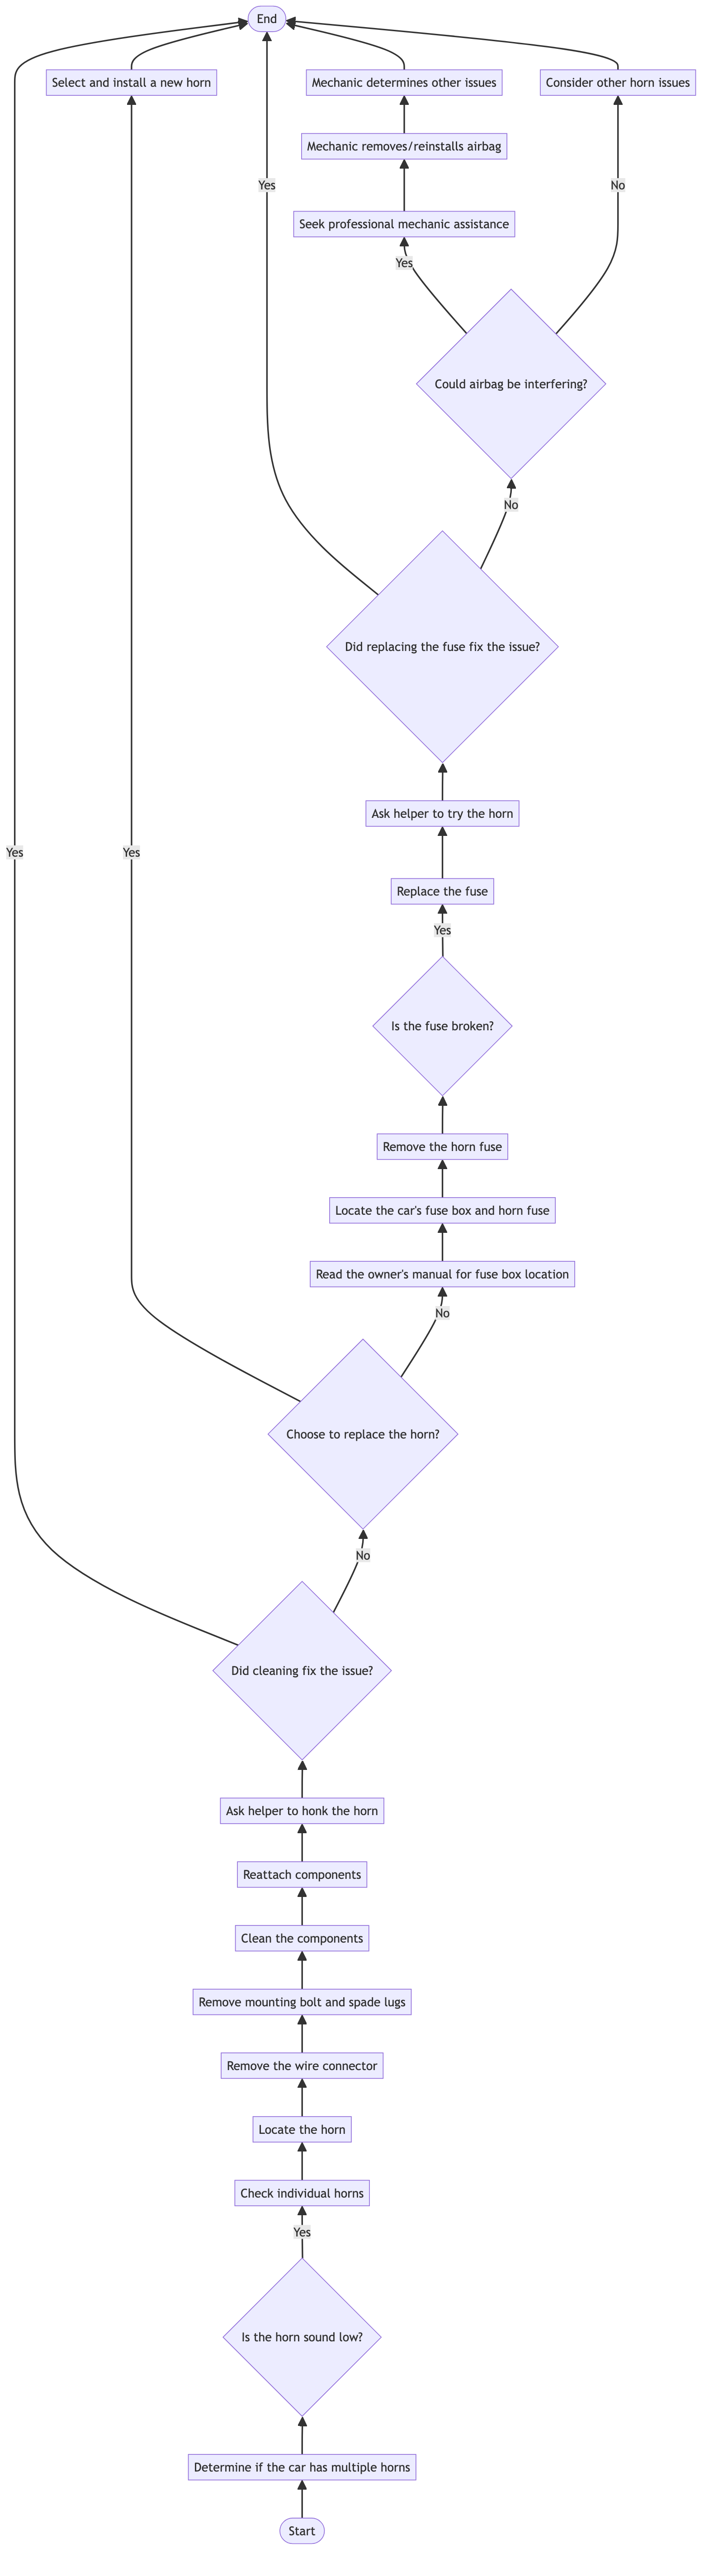 End
Select and install a new horn
Mechanic determines other issues
Consider other horn issues
Mechanic removes/reinstalls airbag
Yes
No
Seek professional mechanic assistance
Yes
Could airbag be interfering?
No
Did replacing the fuse fix the issue?
Ask helper to try the horn
Yes
Yes
Replace the fuse
Yes
Is the fuse broken?
Remove the horn fuse
Locate the car's fuse box and horn fuse
Read the owner's manual for fuse box location
No
Choose to replace the horn?
No
Did cleaning fix the issue?
Ask helper to honk the horn
Reattach components
Clean the components
Remove mounting bolt and spade lugs
Remove the wire connector
Locate the horn
Check individual horns
Yes
Is the horn sound low?
Determine if the car has multiple horns
Start